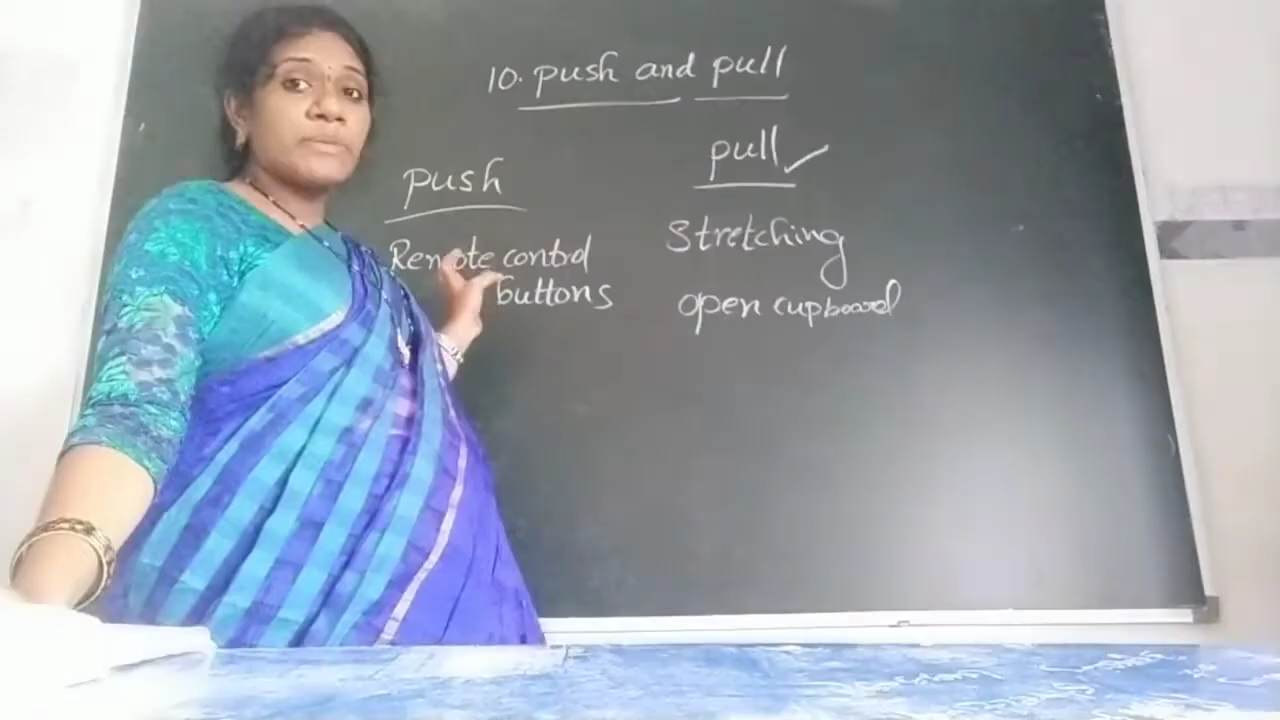 10. push and pull
push
Remote control
buttons
pull ✓
Stretching
open cupboard